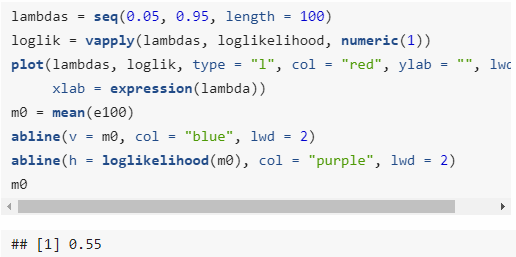 lambdas = seq(0.05, 0.95, length = 100)
loglik = vapply(lambdas, loglikelihood, numeric(1))
plot(lambdas, loglik, type = "l", col = "red", ylab = "",
     xlab = expression(lambda))
m0 = mean(e100)
abline(v = m0, col = "blue", lwd = 2)
abline(h = loglikelihood(m0), col = "purple", lwd = 2)
m0
## [1] 0.55